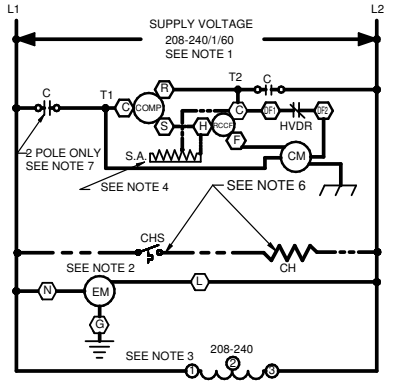 L1 L2
SUPPLY VOLTAGE
208-240/1/60
SEE NOTE 1
C T1 C COMP R T2 C
S H RCCF C DF1 HVDR DF2
F
2 POLE ONLY
SEE NOTE 7
S.A.
CM
SEE NOTE 4
SEE NOTE 6
CHS
CH
SEE NOTE 2
N EM L
G
SEE NOTE 3
208-240
1 2 3